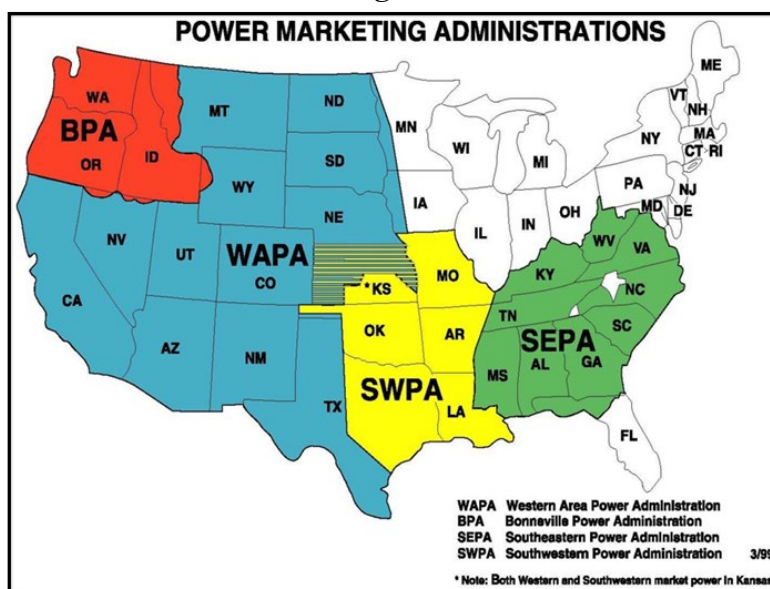 POWER MARKETING ADMINISTRATIONS
WA
MT
ND
MN
ME
VT
NH
BPA
OR
ID
SD
WI
MI
NY
MA
CT RI
WY
IA
PA
NJ
NE
IL
IN
OH
MD
DE
NV
UT
WAPA
CO
MO
WV
VA
CA
*KS
KY
NC
AZ
NM
OK
AR
TN
SC
SEPA
MS
AL
GA
TX
SWPA
LA
FL
WAPA Western Area Power Administration
BPA Bonneville Power Administration
SEPA Southeastern Power Administration
SWPA Southwestern Power Administration 3/99
* Note: Both Western and Southwestern market power in Kansas